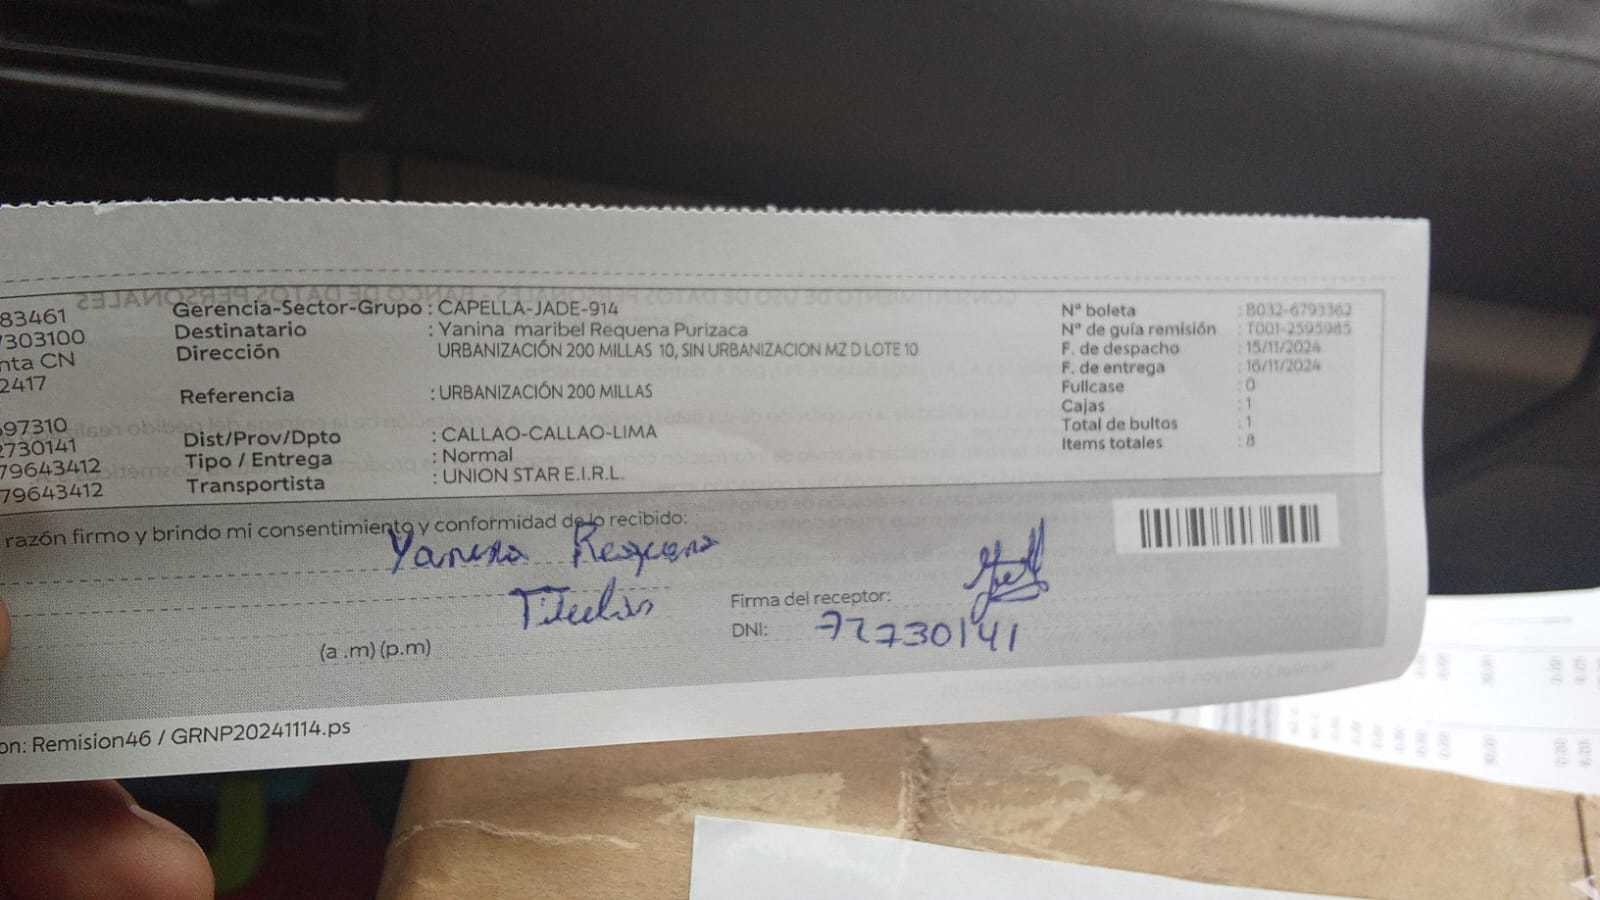 83461
7303100
nta CN
2417
697310
2730141
79643412
79643412
Gerencia-Sector-Grupo : CAPELLA-JADE-914
Destinatario : Yanina maribel Requena Purizaca
Dirección URBANIZACIÓN 200 MILLAS 10, SIN URBANIZACION MZ D LOTE 10
Referencia : URBANIZACIÓN 200 MILLAS
Dist/Prov/Dpto : CALLAO-CALLAO-LIMA
Tipo / Entrega : Normal
Transportista : UNION STAR E.I.R.L.
Nº boleta : B032-6793362
Nº de guía remisión : T001-2595985
F. de despacho : 15/11/2024
F. de entrega : 16/11/2024
Fullcase : 0
Cajas : 1
Total de bultos : 1
Items totales : 8
razón firmo y brindo mi consentimiento y conformidad de lo recibido:
Yanina Requena
Titular
Firma del receptor:
DNI: 72730141
(a .m) (p.m)
on: Remision46 / GRNP20241114.ps